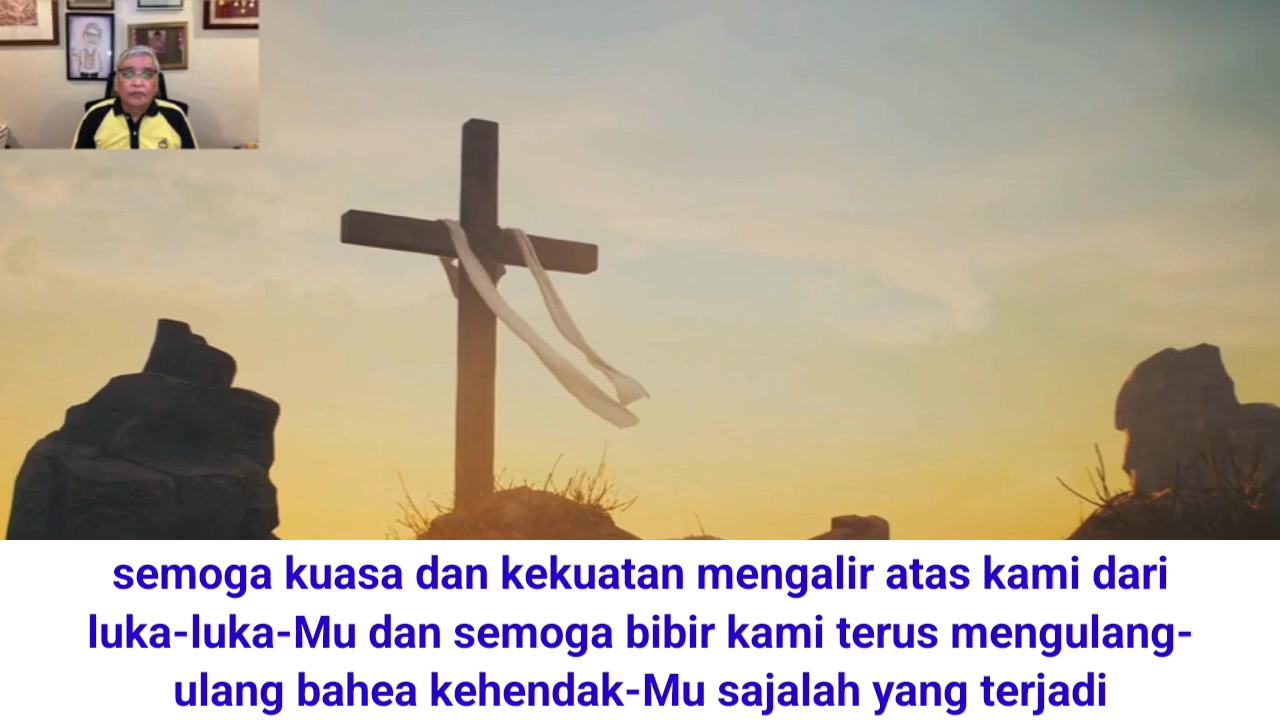 semoga kuasa dan kekuatan mengalir atas kami dari
luka-luka-Mu dan semoga bibir kami terus mengulang-
ulang bahea kehendak-Mu sajalah yang terjadi